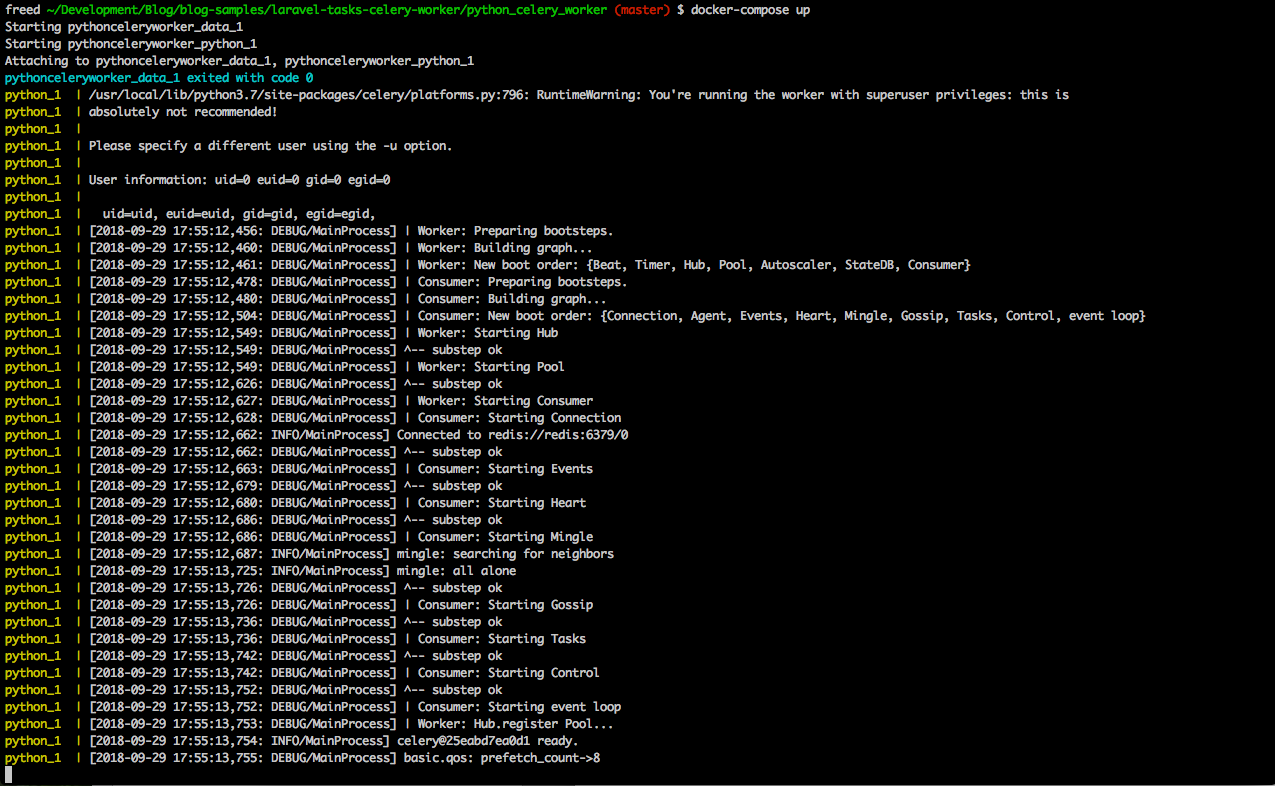 freed ~/Development/Blog/blog-samples/laravel-tasks-celery-worker/python_celery_worker (master) $ docker-compose up
Starting pythonceleryworker_data_1
Starting pythonceleryworker_python_1
Attaching to pythonceleryworker_data_1, pythonceleryworker_python_1
pythonceleryworker_data_1 exited with code 0
python_1  | /usr/local/lib/python3.7/site-packages/celery/platforms.py:796: RuntimeWarning: You're running the worker with superuser privileges: this is
python_1  | absolutely not recommended!
python_1  |
python_1  | Please specify a different user using the -u option.
python_1  |
python_1  | User information: uid=0 euid=0 gid=0 egid=0
python_1  |
python_1  |   uid=uid, euid=euid, gid=gid, egid=egid,
python_1  | [2018-09-29 17:55:12,456: DEBUG/MainProcess] | Worker: Preparing bootsteps.
python_1  | [2018-09-29 17:55:12,460: DEBUG/MainProcess] | Worker: Building graph...
python_1  | [2018-09-29 17:55:12,461: DEBUG/MainProcess] | Worker: New boot order: {Beat, Timer, Hub, Pool, Autoscaler, StateDB, Consumer}
python_1  | [2018-09-29 17:55:12,478: DEBUG/MainProcess] | Consumer: Preparing bootsteps.
python_1  | [2018-09-29 17:55:12,480: DEBUG/MainProcess] | Consumer: Building graph...
python_1  | [2018-09-29 17:55:12,504: DEBUG/MainProcess] | Consumer: New boot order: {Connection, Agent, Events, Heart, Mingle, Gossip, Tasks, Control, event loop}
python_1  | [2018-09-29 17:55:12,549: DEBUG/MainProcess] | Worker: Starting Hub
python_1  | [2018-09-29 17:55:12,549: DEBUG/MainProcess] ^-- substep ok
python_1  | [2018-09-29 17:55:12,549: DEBUG/MainProcess] | Worker: Starting Pool
python_1  | [2018-09-29 17:55:12,626: DEBUG/MainProcess] ^-- substep ok
python_1  | [2018-09-29 17:55:12,627: DEBUG/MainProcess] | Worker: Starting Consumer
python_1  | [2018-09-29 17:55:12,628: DEBUG/MainProcess] | Consumer: Starting Connection
python_1  | [2018-09-29 17:55:12,662: INFO/MainProcess] Connected to redis://redis:6379/0
python_1  | [2018-09-29 17:55:12,662: DEBUG/MainProcess] ^-- substep ok
python_1  | [2018-09-29 17:55:12,663: DEBUG/MainProcess] | Consumer: Starting Events
python_1  | [2018-09-29 17:55:12,679: DEBUG/MainProcess] ^-- substep ok
python_1  | [2018-09-29 17:55:12,680: DEBUG/MainProcess] | Consumer: Starting Heart
python_1  | [2018-09-29 17:55:12,686: DEBUG/MainProcess] ^-- substep ok
python_1  | [2018-09-29 17:55:12,686: DEBUG/MainProcess] | Consumer: Starting Mingle
python_1  | [2018-09-29 17:55:12,687: INFO/MainProcess] mingle: searching for neighbors
python_1  | [2018-09-29 17:55:13,725: INFO/MainProcess] mingle: all alone
python_1  | [2018-09-29 17:55:13,726: DEBUG/MainProcess] ^-- substep ok
python_1  | [2018-09-29 17:55:13,726: DEBUG/MainProcess] | Consumer: Starting Gossip
python_1  | [2018-09-29 17:55:13,736: DEBUG/MainProcess] ^-- substep ok
python_1  | [2018-09-29 17:55:13,736: DEBUG/MainProcess] | Consumer: Starting Tasks
python_1  | [2018-09-29 17:55:13,742: DEBUG/MainProcess] ^-- substep ok
python_1  | [2018-09-29 17:55:13,742: DEBUG/MainProcess] | Consumer: Starting Control
python_1  | [2018-09-29 17:55:13,752: DEBUG/MainProcess] ^-- substep ok
python_1  | [2018-09-29 17:55:13,752: DEBUG/MainProcess] | Consumer: Starting event loop
python_1  | [2018-09-29 17:55:13,753: DEBUG/MainProcess] | Worker: Hub.register Pool...
python_1  | [2018-09-29 17:55:13,754: INFO/MainProcess] celery@25eabd7ea0d1 ready.
python_1  | [2018-09-29 17:55:13,755: DEBUG/MainProcess] basic.qos: prefetch_count->8